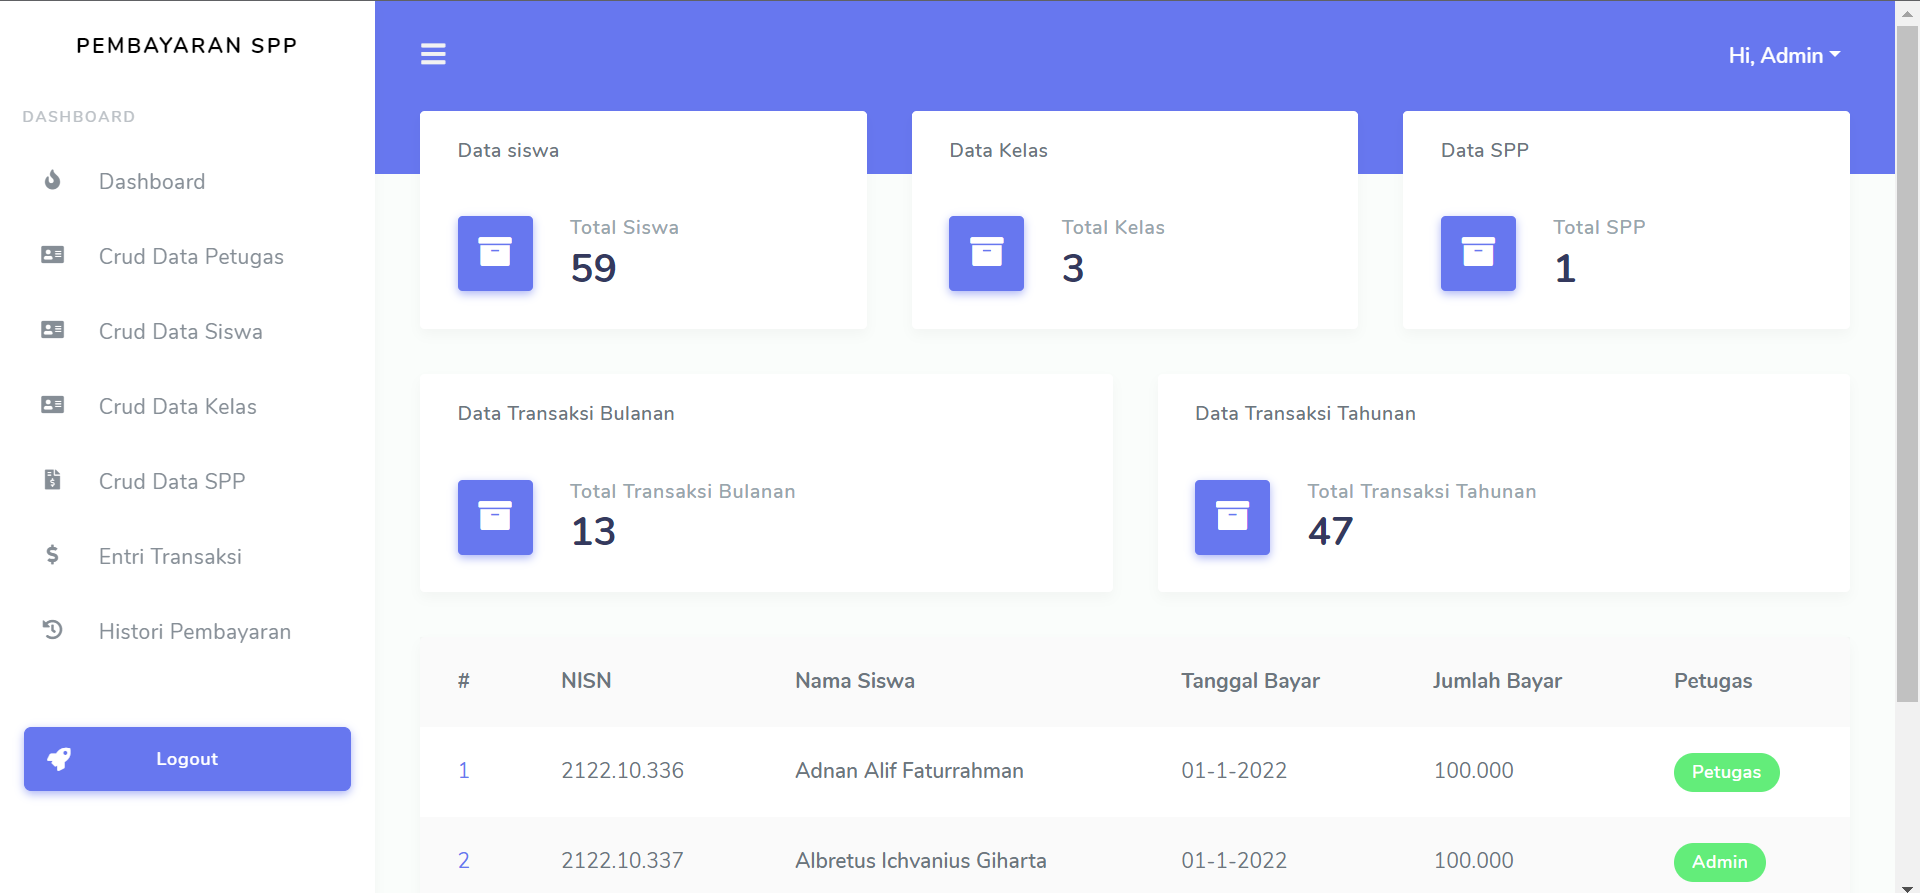 PEMBAYARAN SPP
DASHBOARD
Dashboard
Crud Data Petugas
Crud Data Siswa
Crud Data Kelas
Crud Data SPP
Entri Transaksi
Histori Pembayaran
Logout
Hi, Admin
Data siswa
Total Siswa
59
Data Kelas
Total Kelas
3
Data SPP
Total SPP
1
Data Transaksi Bulanan
Total Transaksi Bulanan
13
Data Transaksi Tahunan
Total Transaksi Tahunan
47
# NISN Nama Siswa Tanggal Bayar Jumlah Bayar Petugas
1 2122.10.336 Adnan Alif Faturrahman 01-1-2022 100.000 Petugas
2 2122.10.337 Albretus Ichvanius Giharta 01-1-2022 100.000 Admin